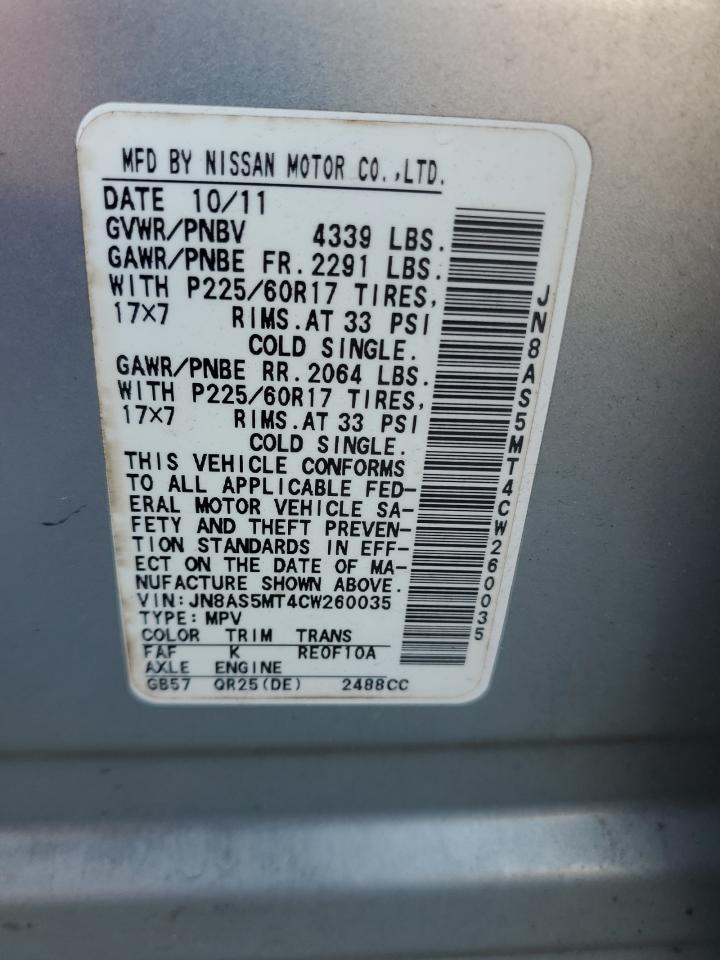 MFD BY NISSAN MOTOR CO.,LTD.
DATE 10/11
GVWR/PNBV 4339 LBS.
GAWR/PNBE FR. 2291 LBS.
WITH P225/60R17 TIRES,
17×7 RIMS.AT 33 PSI
COLD SINGLE.
GAWR/PNBE RR. 2064 LBS.
WITH P225/60R17 TIRES,
17×7 RIMS.AT 33 PSI
COLD SINGLE.
THIS VEHICLE CONFORMS
TO ALL APPLICABLE FED-
ERAL MOTOR VEHICLE SA-
FETY AND THEFT PREVEN-
TION STANDARDS IN EFF-
ECT ON THE DATE OF MA-
NUFACTURE SHOWN ABOVE.
VIN:JN8AS5MT4CW260035
TYPE:MPV
COLOR TRIM TRANS
FAF K RE0F10A
AXLE ENGINE
GB57 QR25(DE) 2488CC
JN8AS5MT4CW260035